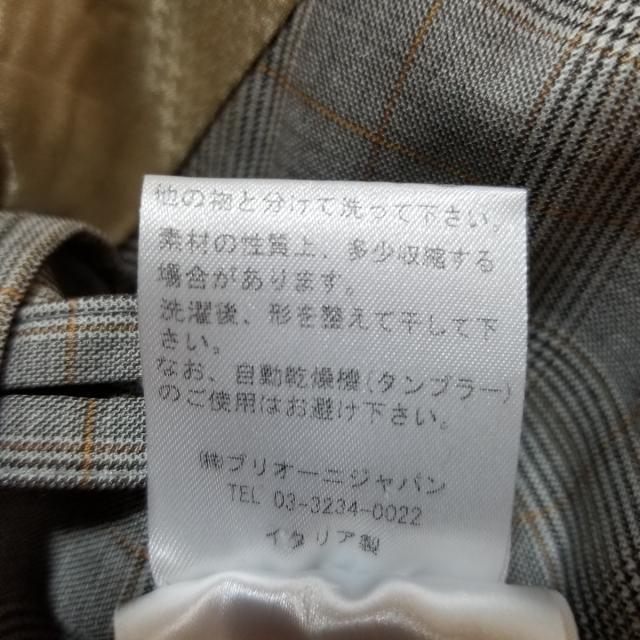 他の物と分けて洗って下さい。
素材の性質上、多少収縮する
場合があります。
洗濯後、形を整えて干して下
さい。
なお、自動乾燥機(タンブラー)
のご使用はお避け下さい。
㈱ブリオーニジャパン
TEL 03-3234-0022
イタリア製